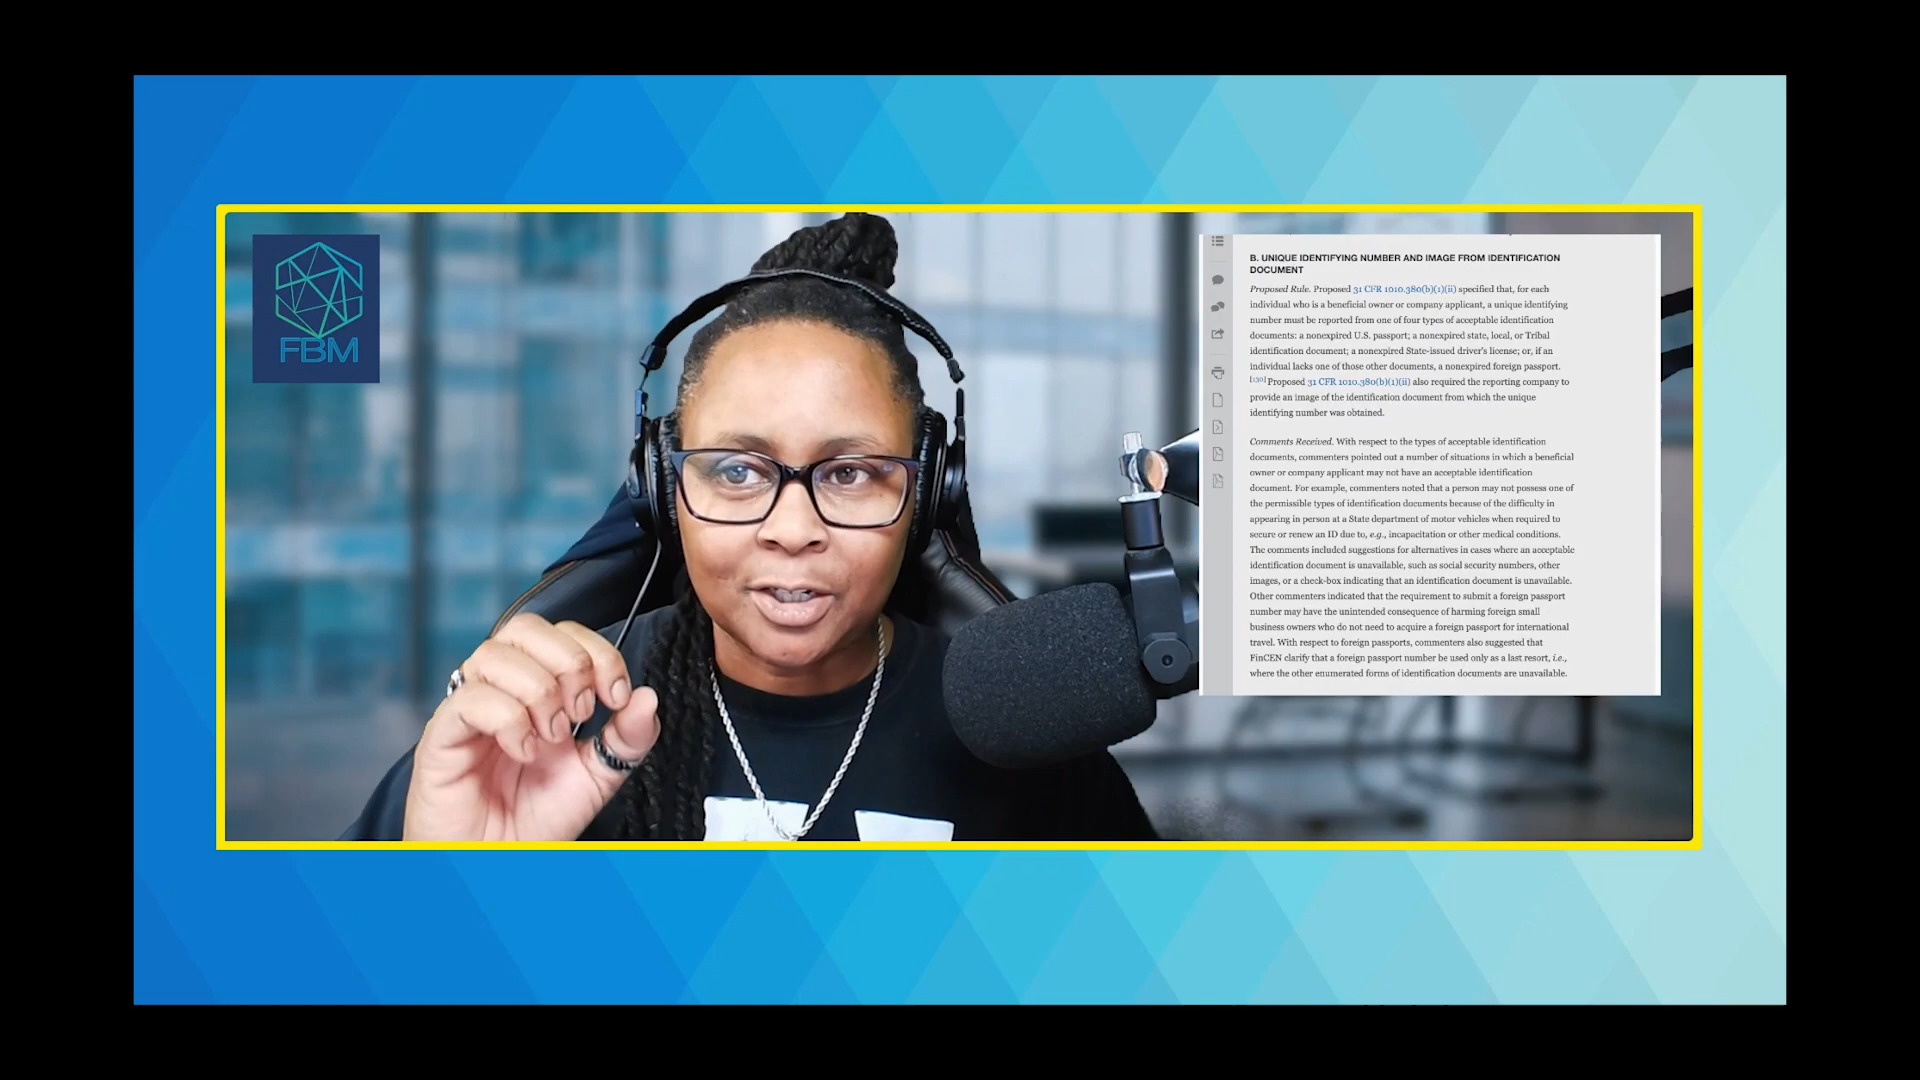 FBM
B. UNIQUE IDENTIFYING NUMBER AND IMAGE FROM IDENTIFICATION
DOCUMENT
Proposed Rule. Proposed 31 CFR 1010.380(b)(1)(ii) specified that, for each
individual who is a beneficial owner or company applicant, a unique identifying
number must be reported from one of four types of acceptable identification
documents: a nonexpired U.S. passport; a nonexpired state, local, or Tribal
identification document; a nonexpired State-issued driver's license; or, if an
individual lacks one of those other documents, a nonexpired foreign passport.
[130] Proposed 31 CFR 1010.380(b)(1)(ii) also required the reporting company to
provide an image of the identification document from which the unique
identifying number was obtained.
Comments Received. With respect to the types of acceptable identification
documents, commenters pointed out a number of situations in which a beneficial
owner or company applicant may not have an acceptable identification
document. For example, commenters noted that a person may not possess one of
the permissible types of identification documents because of the difficulty in
appearing in person at a State department of motor vehicles when required to
secure or renew an ID due to, e.g., incapacitation or other medical conditions.
The comments included suggestions for alternatives in cases where an acceptable
identification document is unavailable, such as social security numbers, other
images, or a check-box indicating that an identification document is unavailable.
Other commenters indicated that the requirement to submit a foreign passport
number may have the unintended consequence of harming foreign small
business owners who do not need to acquire a foreign passport for international
travel. With respect to foreign passports, commenters also suggested that
FinCEN clarify that a foreign passport number be used only as a last resort, i.e.,
where the other enumerated forms of identification documents are unavailable.